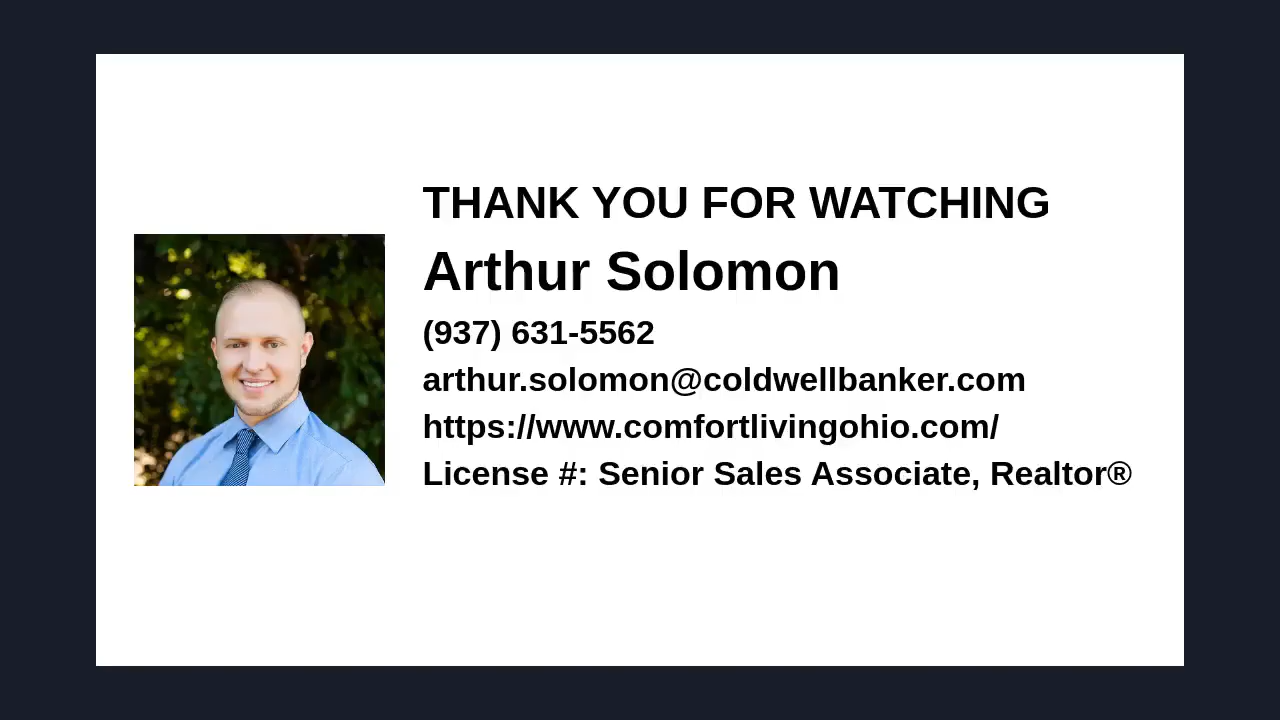 THANK YOU FOR WATCHING
Arthur Solomon
(937) 631-5562
arthur.solomon@coldwellbanker.com
https://www.comfortlivingohio.com/
License #: Senior Sales Associate, Realtor®